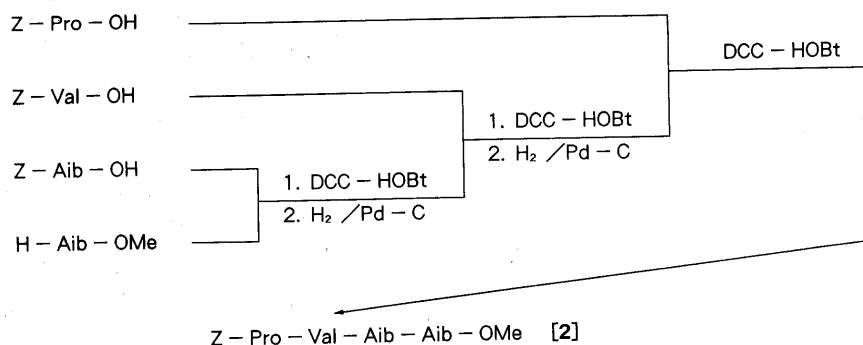 Z – Pro – OH
DCC – HOBt
Z – Val – OH
1. DCC – HOBt
2. H₂ ／Pd – C
Z – Aib – OH
1. DCC – HOBt
2. H₂ ／Pd – C
H – Aib – OMe
Z – Pro – Val – Aib – Aib – OMe [2]